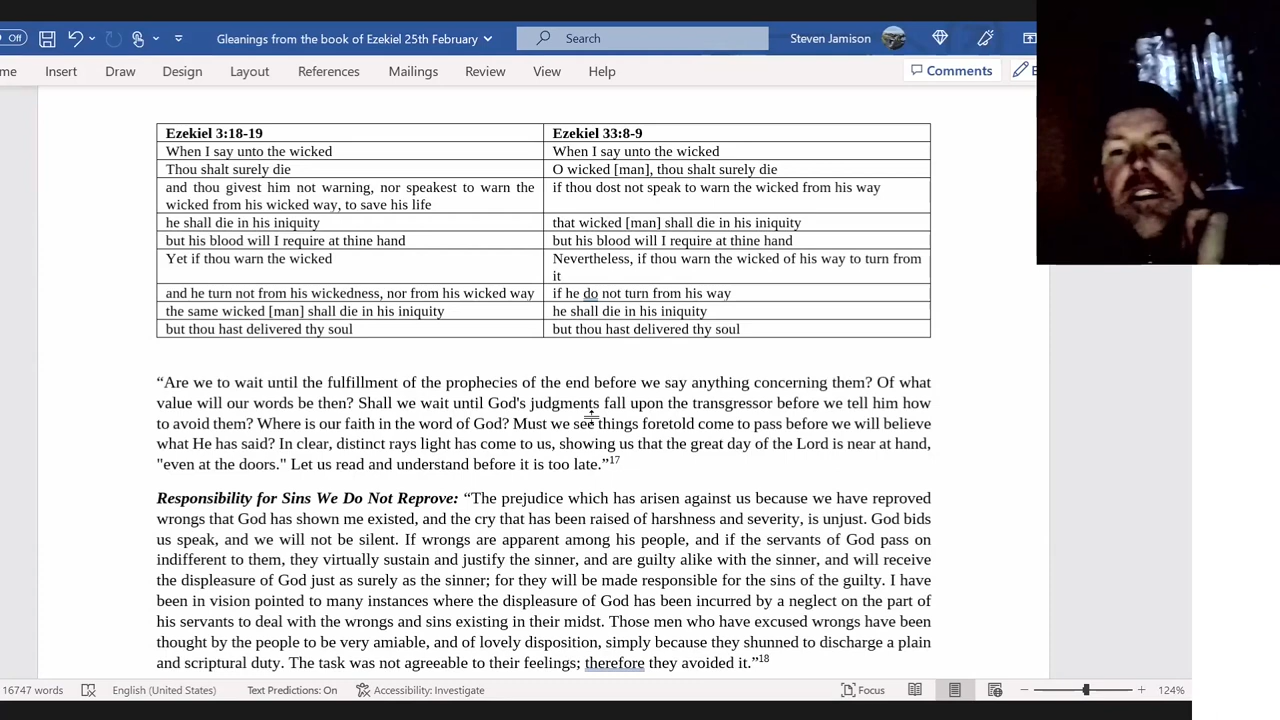 Off
Gleanings from the book of Ezekiel 25th February
Search
Steven Jamison
me
Insert
Draw
Design
Layout
References
Mailings
Review
View
Help
Comments
Ezekiel 3:18-19
Ezekiel 33:8-9
When I say unto the wicked
When I say unto the wicked
Thou shalt surely die
O wicked [man], thou shalt surely die
and thou givest him not warning, nor speakest to warn the
wicked from his wicked way, to save his life
if thou dost not speak to warn the wicked from his way
he shall die in his iniquity
that wicked [man] shall die in his iniquity
but his blood will I require at thine hand
but his blood will I require at thine hand
Yet if thou warn the wicked
Nevertheless, if thou warn the wicked of his way to turn from
it
and he turn not from his wickedness, nor from his wicked way
if he do not turn from his way
the same wicked [man] shall die in his iniquity
he shall die in his iniquity
but thou hast delivered thy soul
but thou hast delivered thy soul
“Are we to wait until the fulfillment of the prophecies of the end before we say anything concerning them? Of what
value will our words be then? Shall we wait until God's judgments fall upon the transgressor before we tell him how
to avoid them? Where is our faith in the word of God? Must we see things foretold come to pass before we will believe
what He has said? In clear, distinct rays light has come to us, showing us that the great day of the Lord is near at hand,
"even at the doors." Let us read and understand before it is too late.”17
Responsibility for Sins We Do Not Reprove: “The prejudice which has arisen against us because we have reproved
wrongs that God has shown me existed, and the cry that has been raised of harshness and severity, is unjust. God bids
us speak, and we will not be silent. If wrongs are apparent among his people, and if the servants of God pass on
indifferent to them, they virtually sustain and justify the sinner, and are guilty alike with the sinner, and will receive
the displeasure of God just as surely as the sinner; for they will be made responsible for the sins of the guilty. I have
been in vision pointed to many instances where the displeasure of God has been incurred by a neglect on the part of
his servants to deal with the wrongs and sins existing in their midst. Those men who have excused wrongs have been
thought by the people to be very amiable, and of lovely disposition, simply because they shunned to discharge a plain
and scriptural duty. The task was not agreeable to their feelings; therefore they avoided it.”18
16747 words
English (United States)
Text Predictions: On
Accessibility: Investigate
Focus
124%